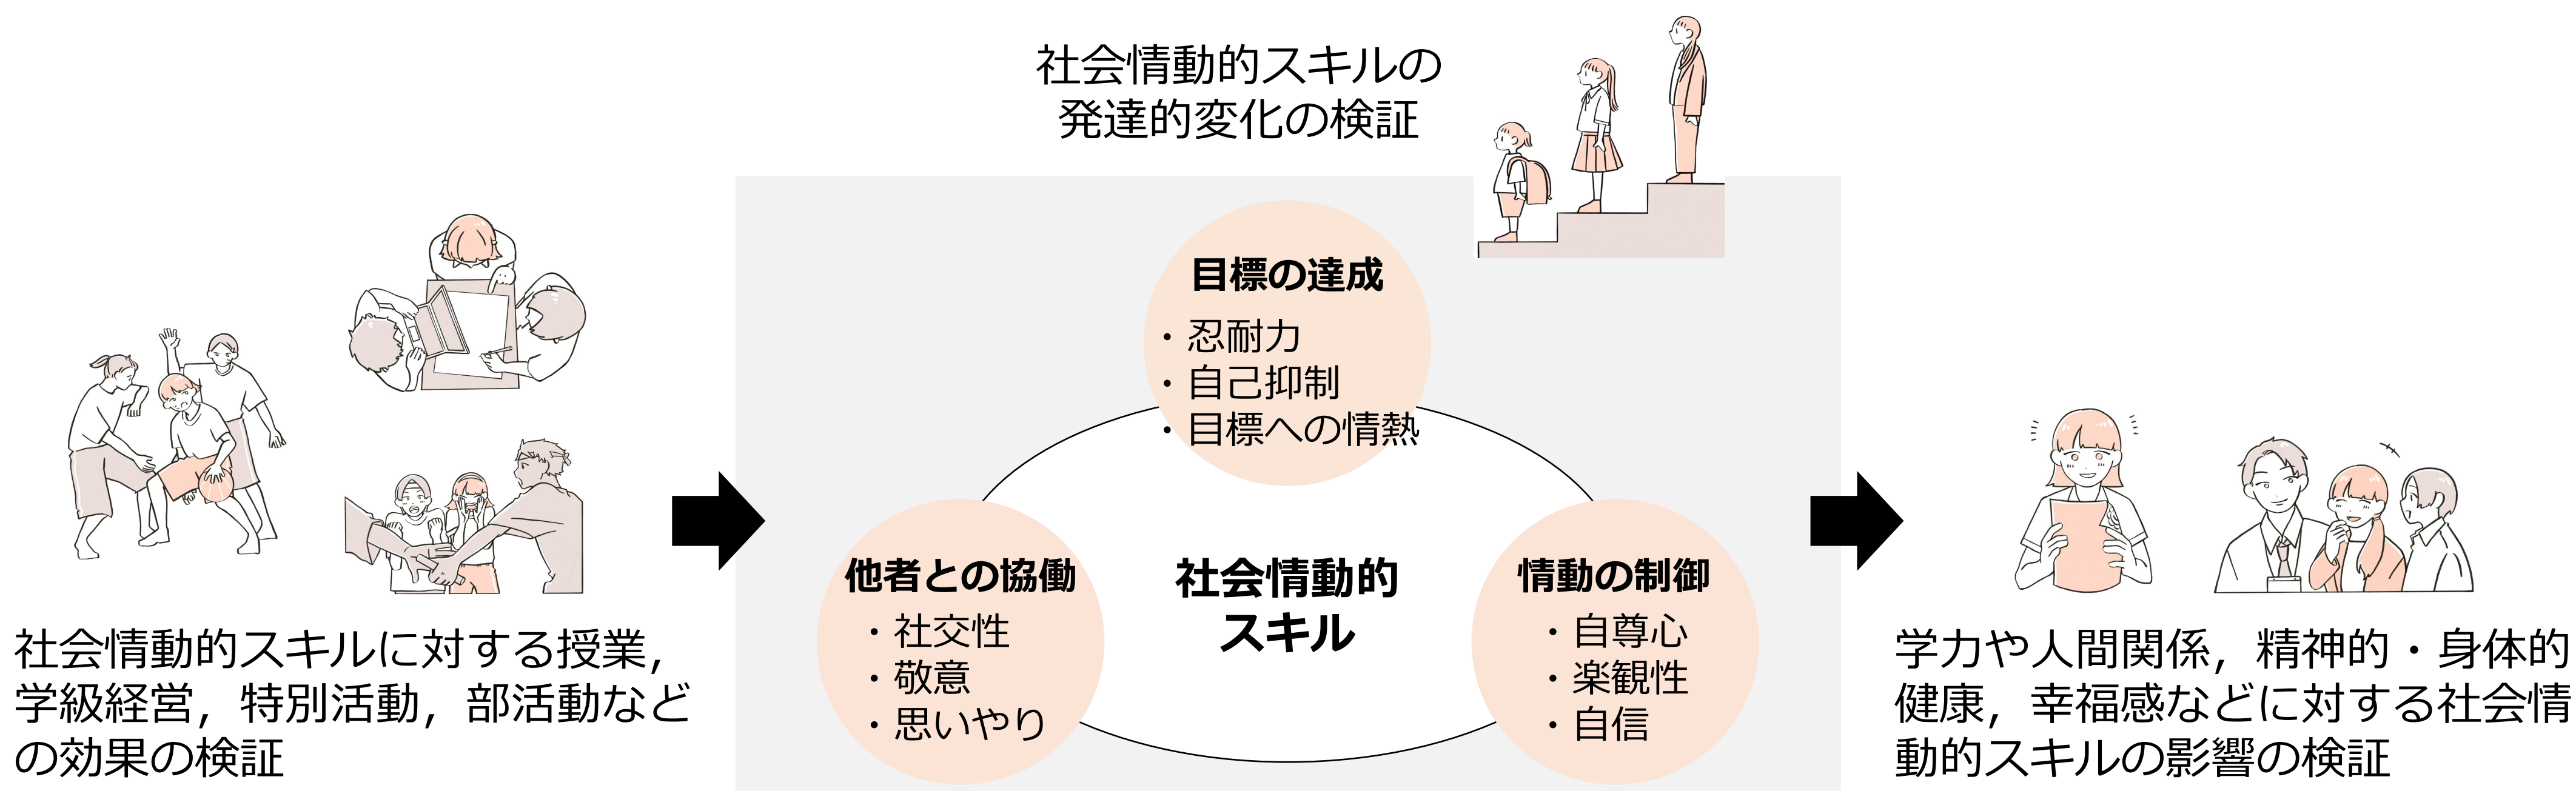 社会情動的スキルの
発達的変化の検証
目標の達成
・忍耐力
・自己抑制
・目標への情熱
他者との協働
・社交性
・敬意
・思いやり
社会情動的
スキル
情動の制御
・自尊心
・楽観性
・自信
社会情動的スキルに対する授業，
学級経営，特別活動，部活動など
の効果の検証
学力や人間関係，精神的・身体的
健康，幸福感などに対する社会情
動的スキルの影響の検証